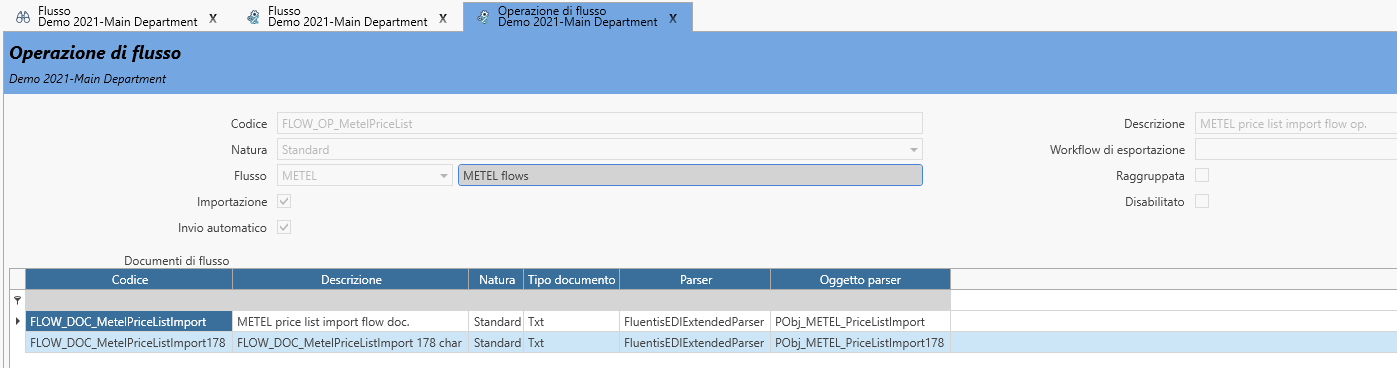 Flusso
Demo 2021-Main Department X
Flusso
Demo 2021-Main Department X
Operazione di flusso
Demo 2021-Main Department X
Operazione di flusso
Demo 2021-Main Department
Codice FLOW_OP_MetelPriceList Descrizione METEL price list import flow op.
Natura Standard Workflow di esportazione
Flusso METEL METEL flows Raggruppata
Importazione Disabilitato
Invio automatico
Documenti di flusso
Codice Descrizione Natura Tipo documento Parser Oggetto parser
FLOW_DOC_MetelPriceListImport METEL price list import flow doc. Standard Txt FluentisEDIExtendedParser PObj_METEL_PriceListImport
FLOW_DOC_MetelPriceListImport178 FLOW_DOC_MetelPriceListImport 178 char Standard Txt FluentisEDIExtendedParser PObj_METEL_PriceListImport178